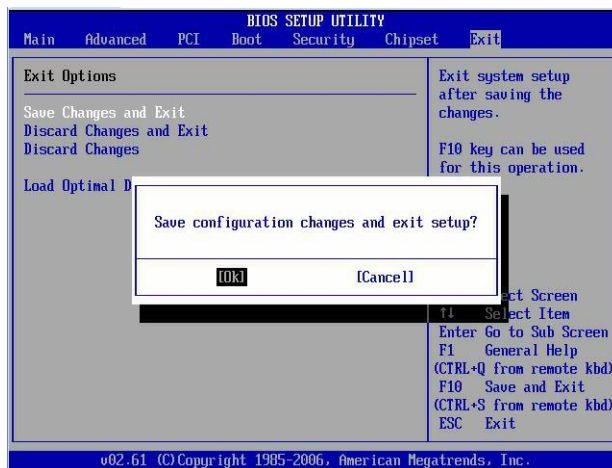 BIOS SETUP UTILITY
Main Advanced PCI Boot Security Chipset Exit
Exit Options
Save Changes and Exit
Discard Changes and Exit
Discard Changes
Load Optimal D
Save configuration changes and exit setup?
[Ok] [Cancel]
Exit system setup
after saving the
changes.
F10 key can be used
for this operation.
ect Screen
↑↓ Select Item
Enter Go to Sub Screen
F1 General Help
(CTRL+Q from remote kbd)
F10 Save and Exit
(CTRL+S from remote kbd)
ESC Exit
v02.61 (C)Copyright 1985-2006, American Megatrends, Inc.